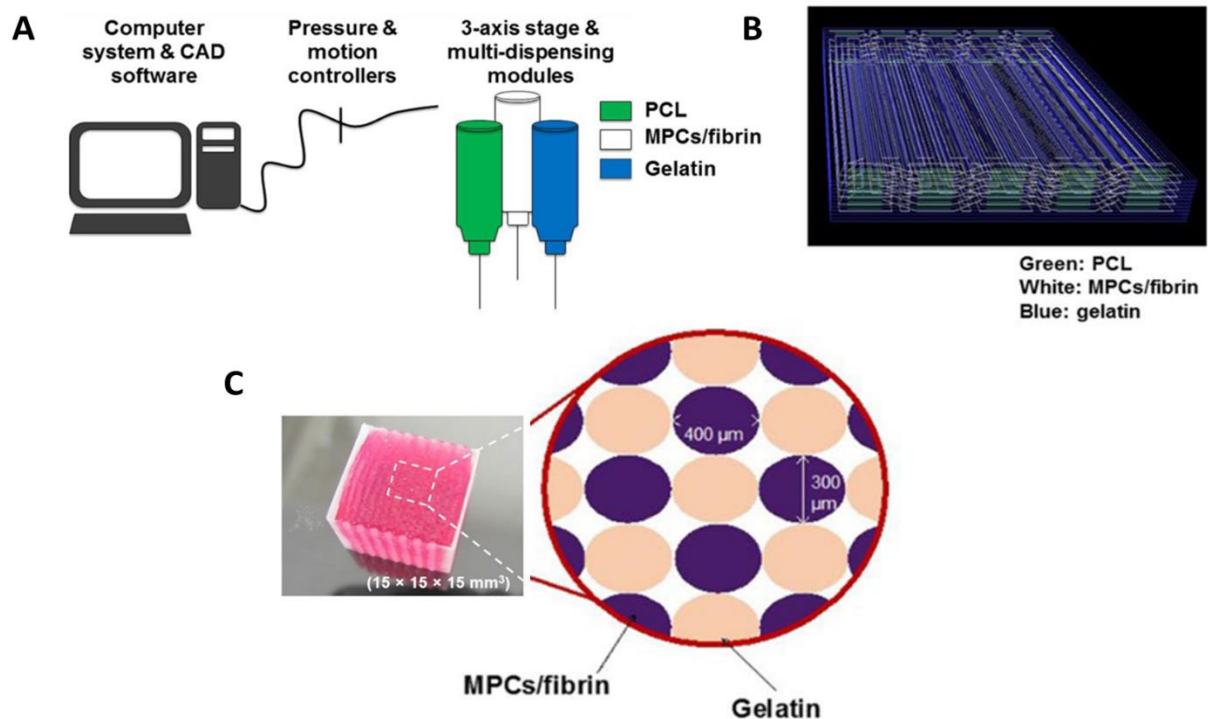 A
Computer
system & CAD
software
Pressure &
motion
controllers
3-axis stage &
multi-dispensing
modules
PCL
MPCs/fibrin
Gelatin
B
Green: PCL
White: MPCs/fibrin
Blue: gelatin
C
(15 × 15 × 15 mm³)
400 µm
300
µm
MPCs/fibrin
Gelatin